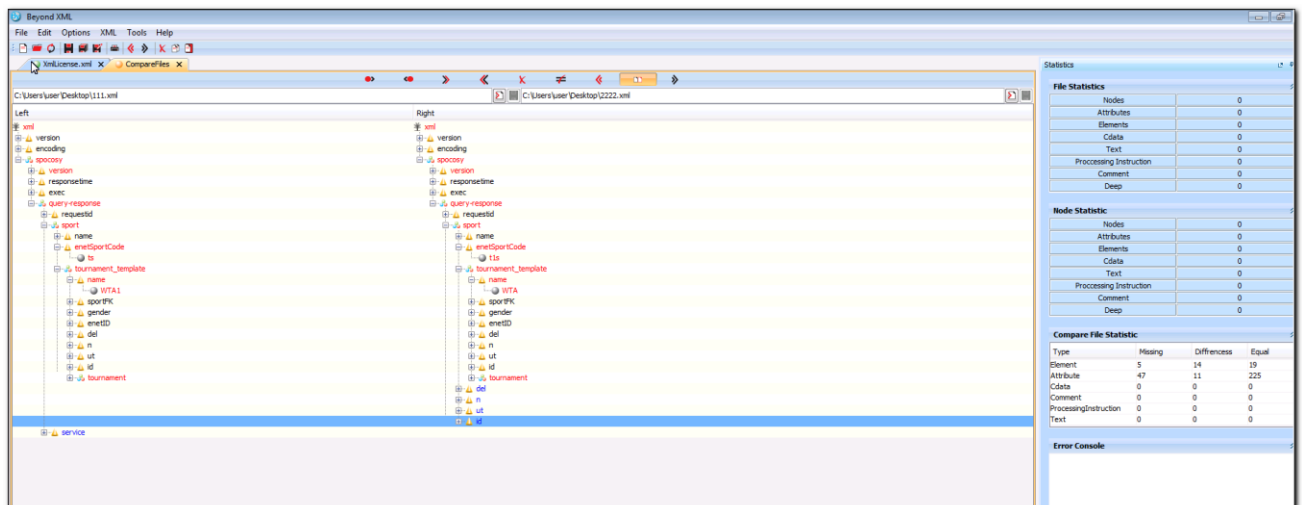 Beyond XML
File Edit Options XML Tools Help
XmlLicense.xml X CompareFiles X
C:\Users\user\Desktop\111.xml
C:\Users\user\Desktop\2222.xml
Left Right
xml xml
version version
encoding encoding
spocosy spocosy
version version
responsetime responsetime
exec exec
query-response query-response
requestid requestid
sport sport
name name
enetSportCode enetSportCode
ts t1s
tournament_template tournament_template
name name
WTA1 WTA
sportFK sportFK
gender gender
enetID enetID
del del
n n
ut ut
id id
tournament tournament
del
n
ut
id
service
Statistics
File Statistics
Nodes 0
Attributes 0
Elements 0
Cdata 0
Text 0
Proccessing Instruction 0
Comment 0
Deep 0
Node Statistic
Nodes 0
Attributes 0
Elements 0
Cdata 0
Text 0
Proccessing Instruction 0
Comment 0
Deep 0
Compare File Statistic
Type Missing Diffrencess Equal
Element 5 14 19
Attribute 47 11 225
Cdata 0 0 0
Comment 0 0 0
ProcessingInstruction 0 0 0
Text 0 0 0
Error Console